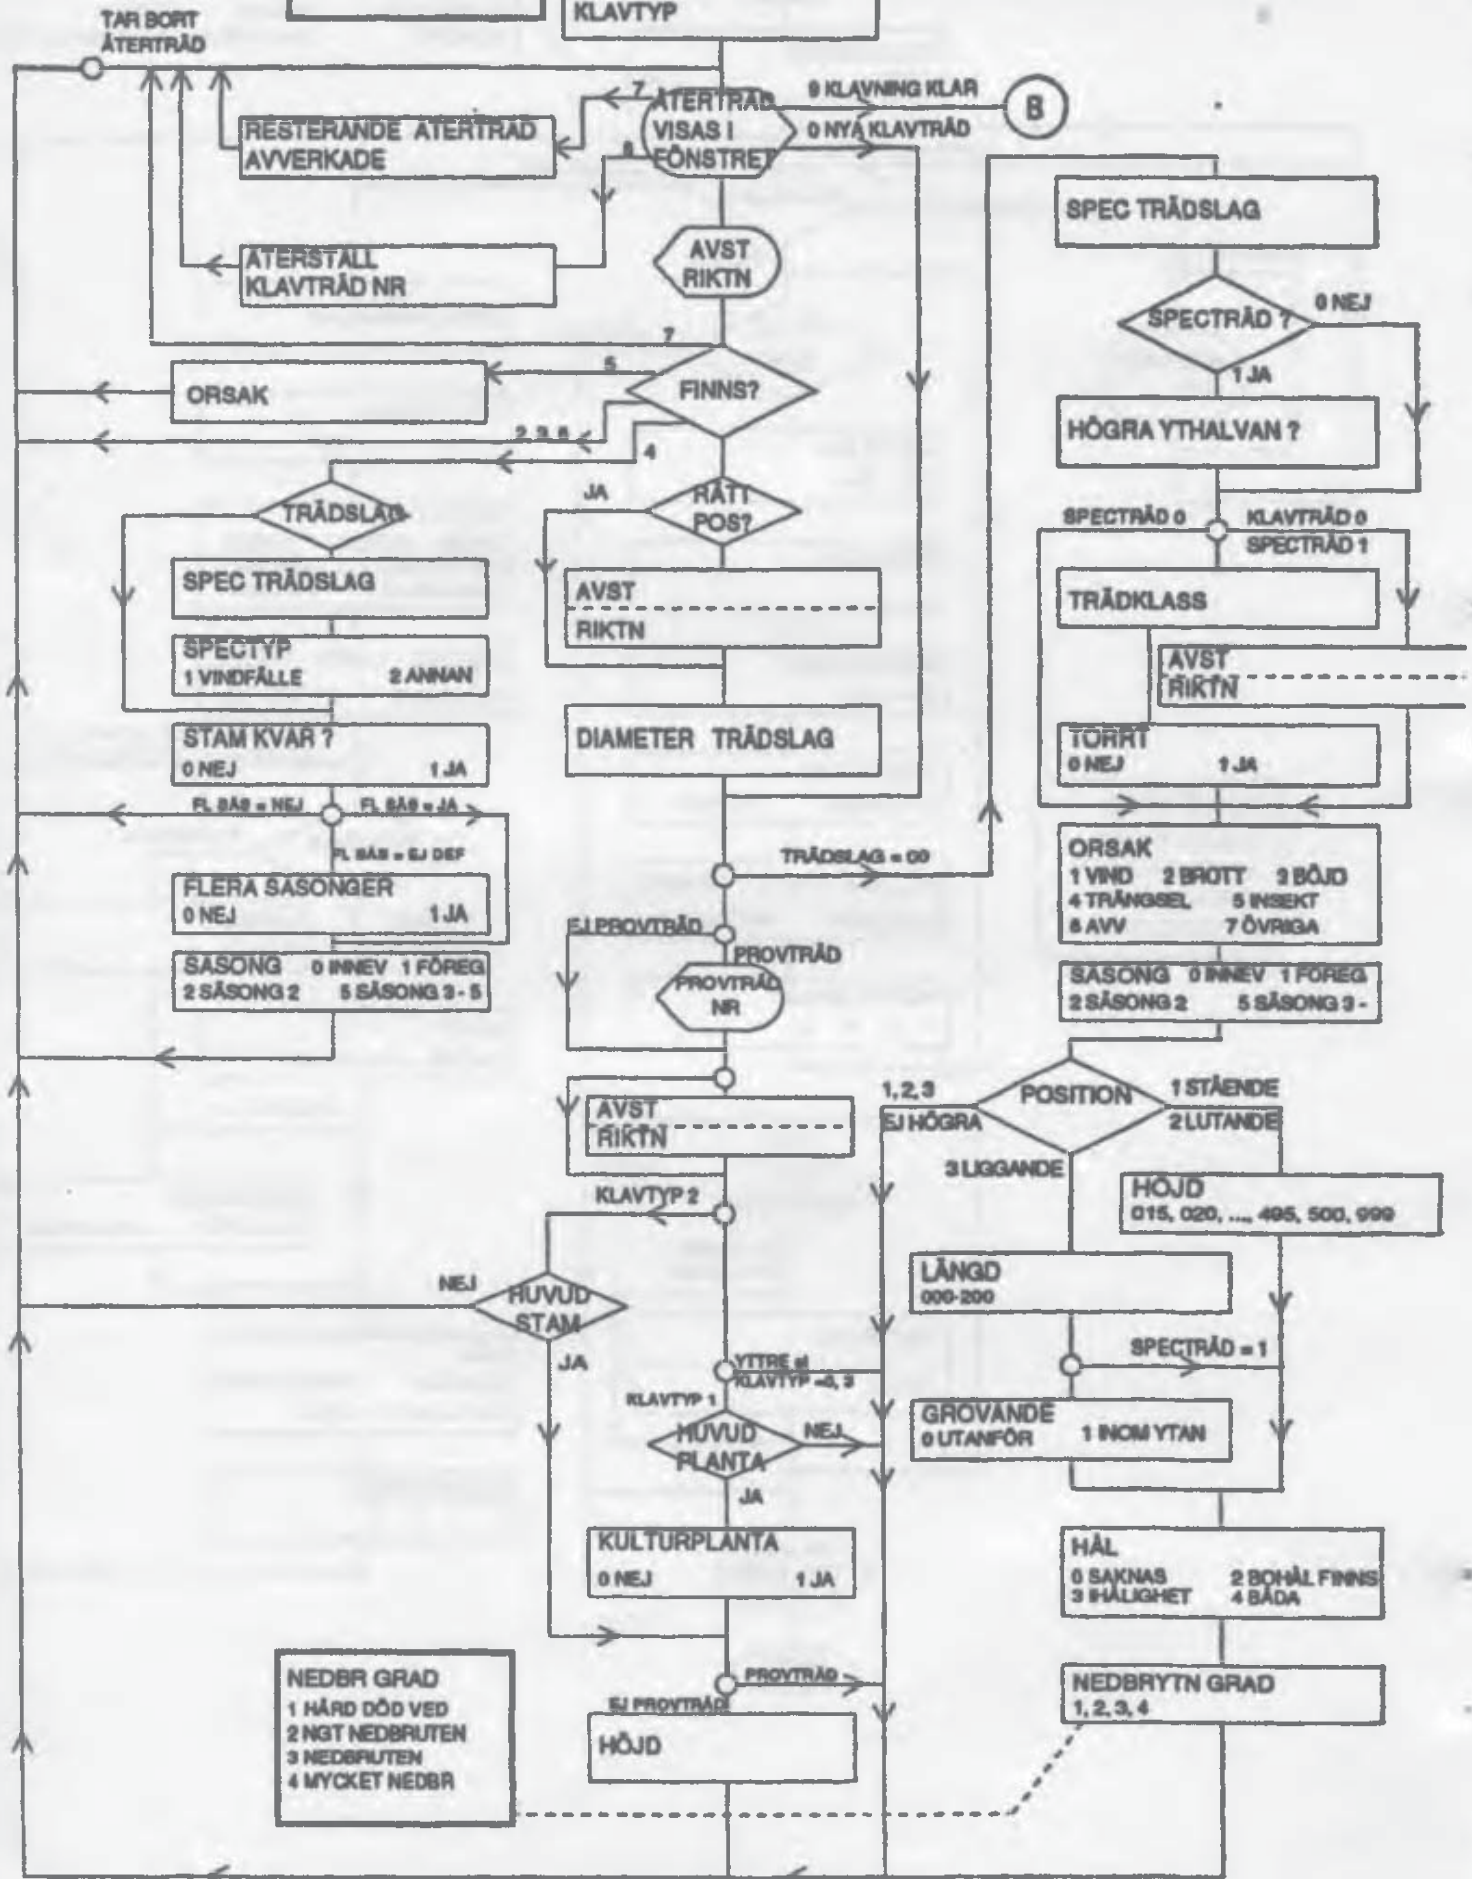 TAR BORT
ÅTERTRÄD
KLAVTYP
7
ÅTERTRÄD
VISAS I
FÖNSTRET
9 KLAVNING KLAR
B
0 NYA KLAVTRÄD
RESTERANDE ÅTERTRÄD
AVVERKADE
8
ÅTERSTÄLL
KLAVTRÄD NR
AVST
RIKTN
7
5
ORSAK
FINNS?
2, 3, 6
4
TRÄDSLAG
SPEC TRÄDSLAG
SPECTYP
1 VINDFÄLLE 2 ANNAN
STAM KVAR ?
0 NEJ 1 JA
FL SÄS = NEJ FL SÄS = JA
FL SÄS = EJ DEF
FLERA SÄSONGER
0 NEJ 1 JA
SÄSONG 0 INNEV 1 FÖREG
2 SÄSONG 2 5 SÄSONG 3 - 5
JA
RÄTT
POS?
AVST
RIKTN
DIAMETER TRÄDSLAG
TRÄDSLAG = 00
EJ PROVTRÄD
PROVTRÄD
PROVTRÄD
NR
AVST
RIKTN
KLAVTYP 2
NEJ
HUVUD
STAM
JA
YTTRE el
KLAVTYP =0, 3
KLAVTYP 1
HUVUD
PLANTA
NEJ
JA
KULTURPLANTA
0 NEJ 1 JA
PROVTRÄD
EJ PROVTRÄD
HÖJD
NEDBR GRAD
1 HÅRD DÖD VED
2 NGT NEDBRUTEN
3 NEDBRUTEN
4 MYCKET NEDBR
SPEC TRÄDSLAG
SPECTRÄD ?
0 NEJ
1 JA
HÖGRA YTHALVAN ?
SPECTRÄD 0
KLAVTRÄD 0
SPECTRÄD 1
TRÄDKLASS
AVST
RIKTN
TORRT
0 NEJ 1 JA
ORSAK
1 VIND 2 BROTT 3 BÖJD
4 TRÄNGSEL 5 INSEKT
6 AVV 7 ÖVRIGA
SÄSONG 0 INNEV 1 FÖREG
2 SÄSONG 2 5 SÄSONG 3 -
1, 2, 3
EJ HÖGRA
POSITION
1 STÅENDE
2 LUTANDE
3 LIGGANDE
HÖJD
015, 020, ..., 495, 500, 999
LÄNGD
000-200
SPECTRÄD = 1
GROVÄNDE
0 UTANFÖR 1 INOM YTAN
HÅL
0 SAKNAS 2 BOHÅL FINNS
3 IHÅLIGHET 4 BÅDA
NEDBRYTN GRAD
1, 2, 3, 4